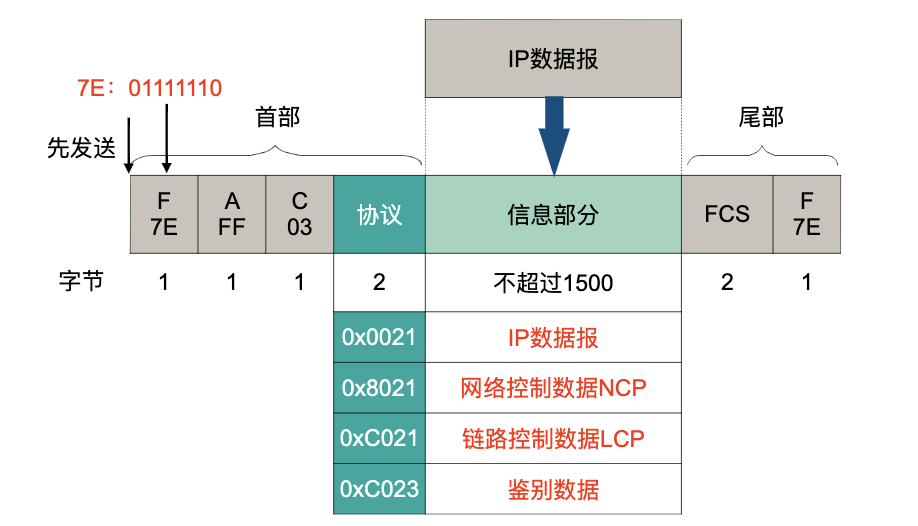 IP数据报
7E：01111110
首部
尾部
先发送
F
7E
A
FF
C
03
协议
信息部分
FCS
F
7E
字节
1
1
1
2
不超过1500
2
1
0x0021
IP数据报
0x8021
网络控制数据NCP
0xC021
链路控制数据LCP
0xC023
鉴别数据